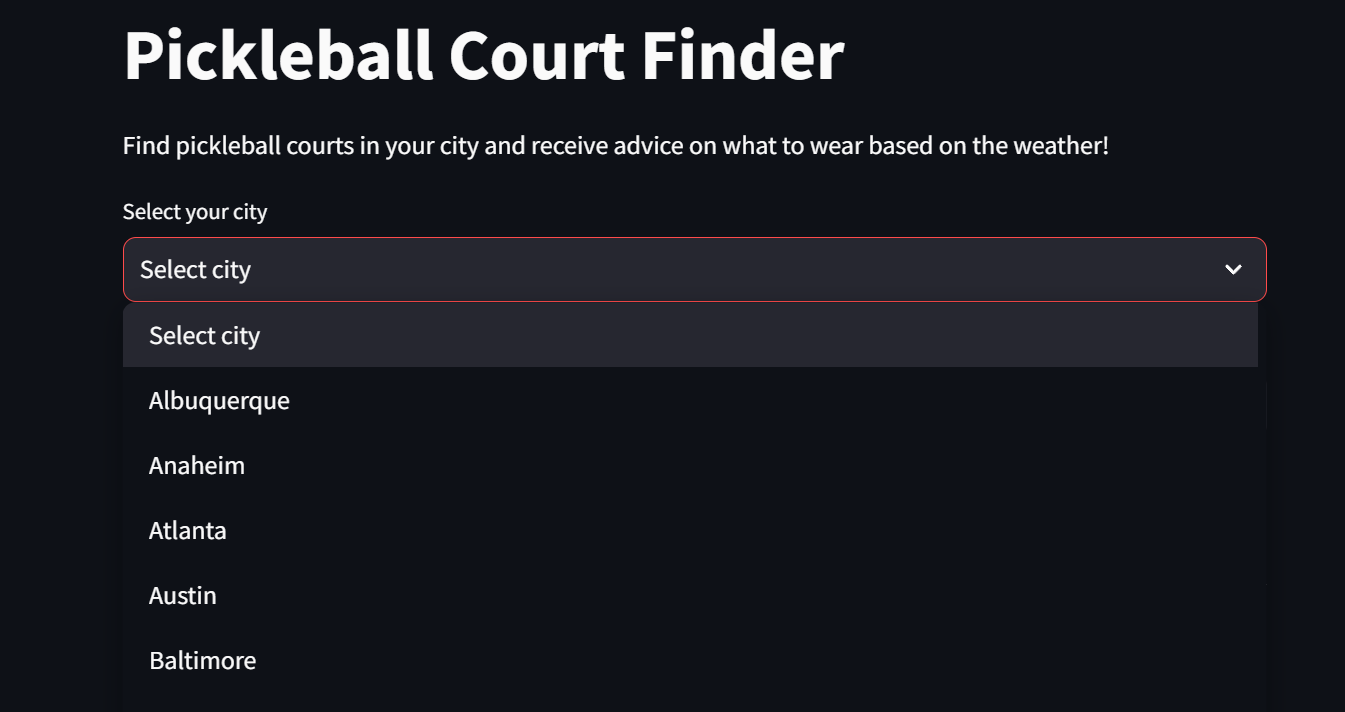 Pickleball Court Finder
Find pickleball courts in your city and receive advice on what to wear based on the weather!
Select your city
Select city
Select city
Albuquerque
Anaheim
Atlanta
Austin
Baltimore